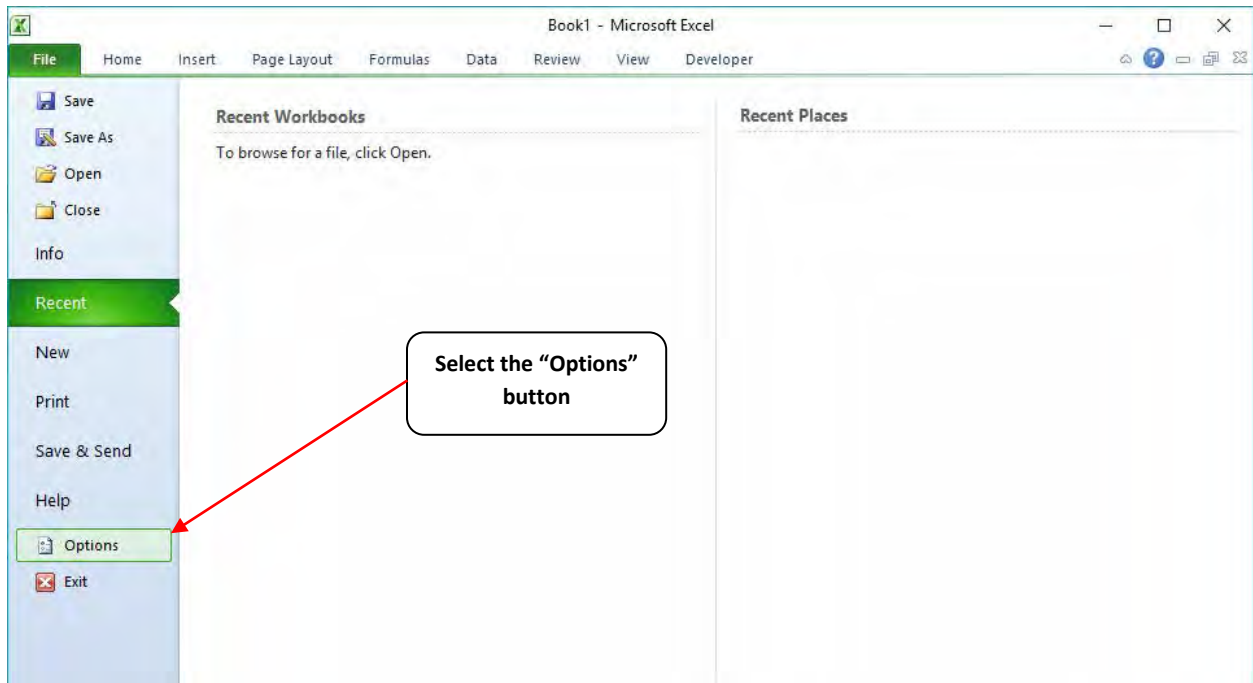 Book1 - Microsoft Excel
File Home Insert Page Layout Formulas Data Review View Developer
Save
Save As
Open
Close
Info
Recent
New
Print
Save & Send
Help
Options
Exit
Recent Workbooks
To browse for a file, click Open.
Recent Places
Select the “Options”
button